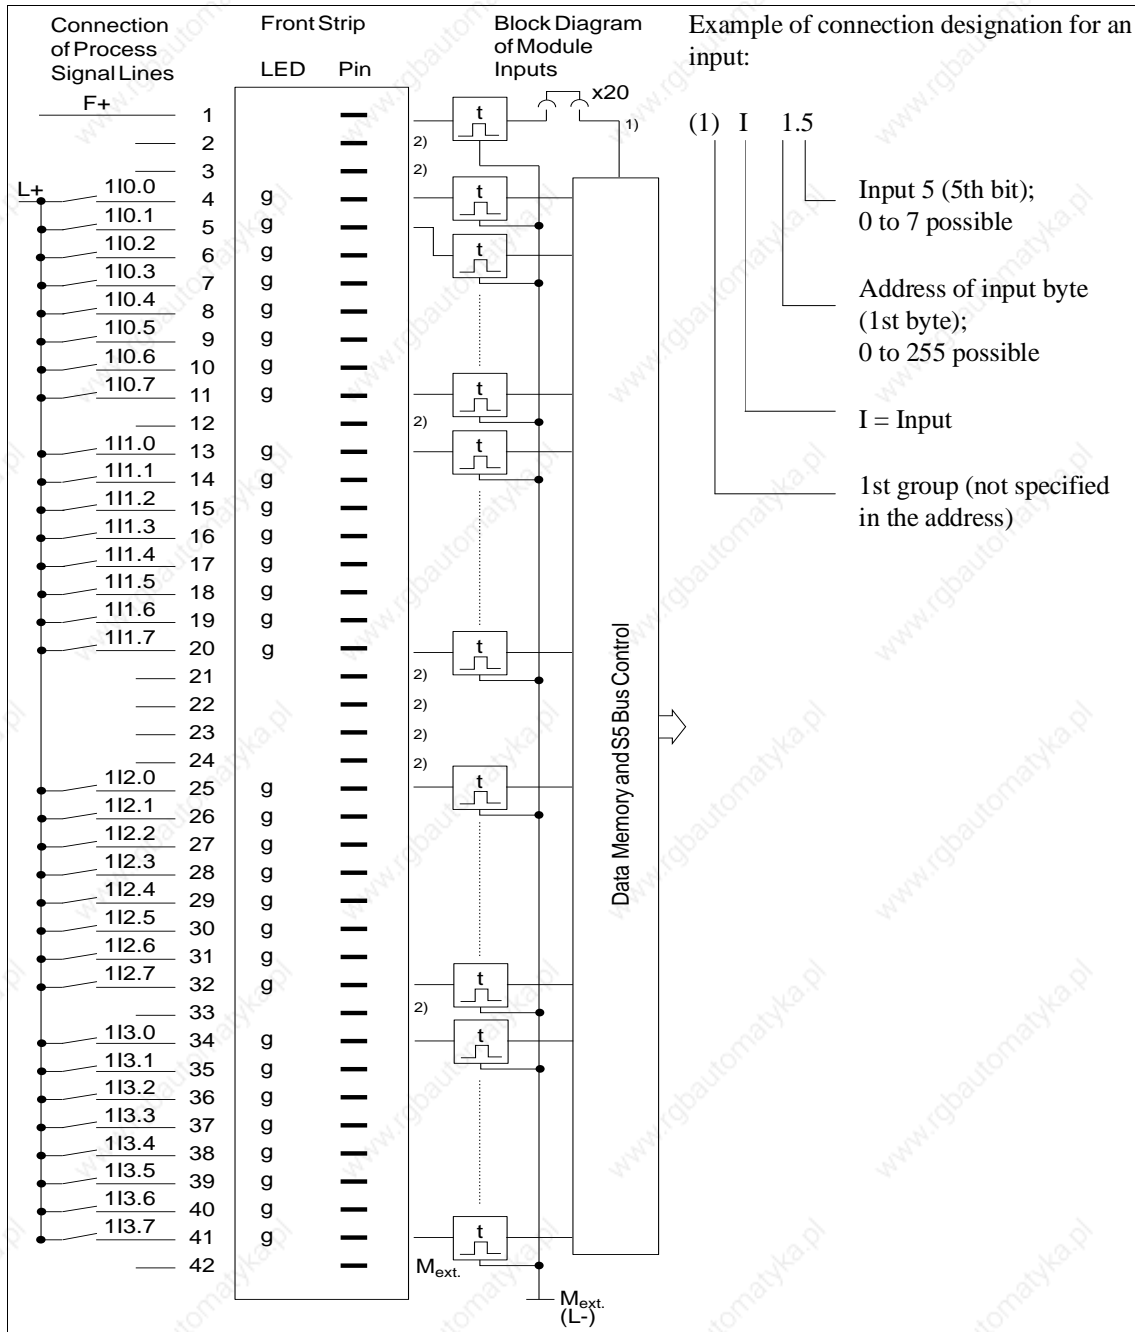 Connection
of Process
Signal Lines
Front Strip
LED Pin
Block Diagram
of Module
Inputs
x20
1)
F+
L+
1
2 2)
3 2)
1I0.0 4 g
1I0.1 5 g
1I0.2 6 g
1I0.3 7 g
1I0.4 8 g
1I0.5 9 g
1I0.6 10 g
1I0.7 11 g
12 2)
1I1.0 13 g
1I1.1 14 g
1I1.2 15 g
1I1.3 16 g
1I1.4 17 g
1I1.5 18 g
1I1.6 19 g
1I1.7 20 g
21 2)
22 2)
23 2)
24 2)
1I2.0 25 g
1I2.1 26 g
1I2.2 27 g
1I2.3 28 g
1I2.4 29 g
1I2.5 30 g
1I2.6 31 g
1I2.7 32 g
33 2)
1I3.0 34 g
1I3.1 35 g
1I3.2 36 g
1I3.3 37 g
1I3.4 38 g
1I3.5 39 g
1I3.6 40 g
1I3.7 41 g
42 Mext.
t
t
t
t
t
t
t
t
t
t
Mext.
(L-)
Data Memory and S5 Bus Control
Example of connection designation for an
input:
(1) I 1.5
Input 5 (5th bit);
0 to 7 possible
Address of input byte
(1st byte);
0 to 255 possible
I = Input
1st group (not specified
in the address)
www.rgbautomatyka.pl